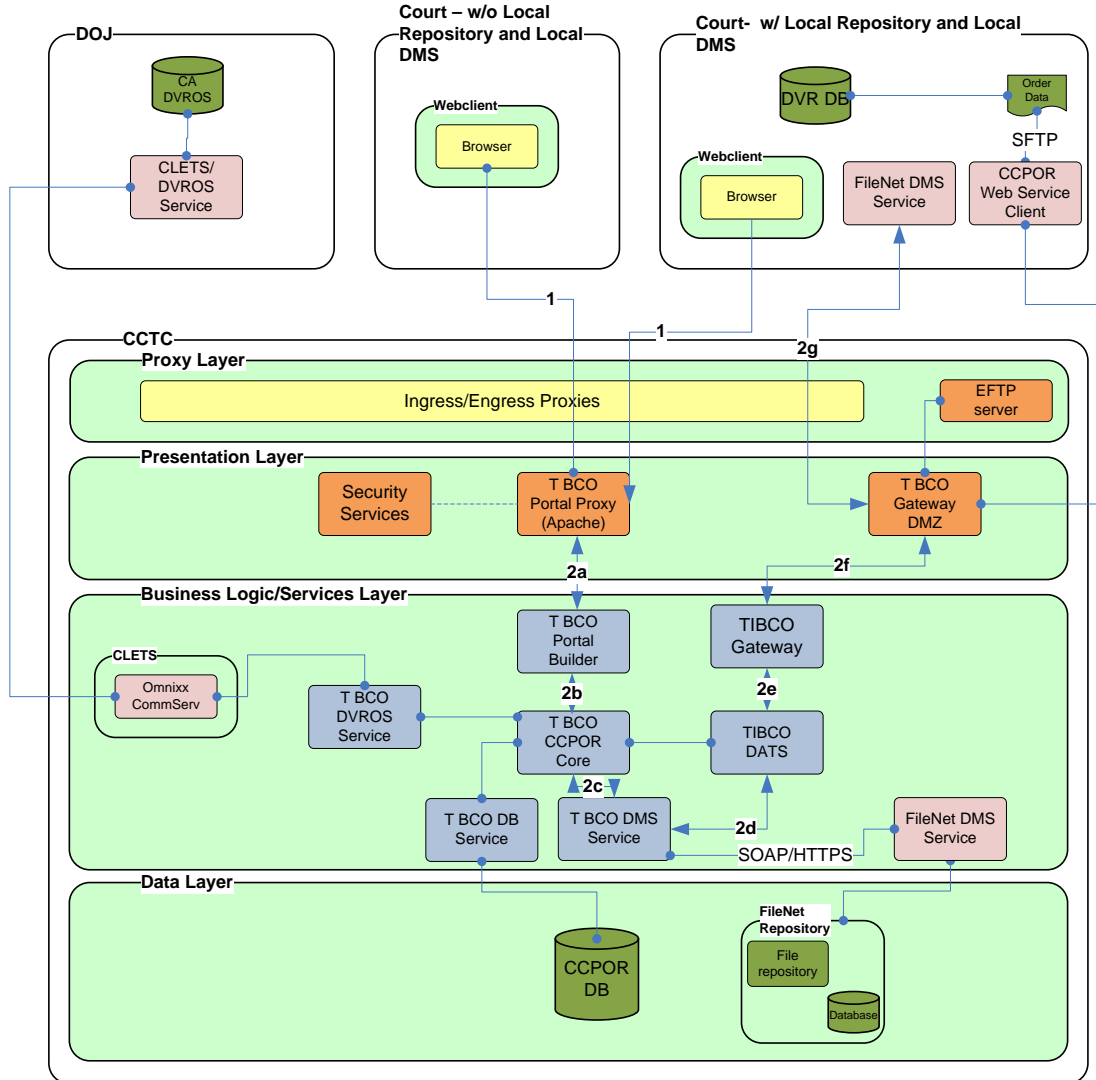 DOJ
CA
DVROS
CLETS/
DVROS
Service
Court – w/o Local
Repository and Local
DMS
Webclient
Browser
Court-  w/ Local Repository and Local
DMS
DVR DB
Order
Data
SFTP
Webclient
Browser
FileNet DMS
Service
CCPOR
Web Service
Client
1
1
2g
CCTC
Proxy Layer
Ingress/Engress Proxies
EFTP
server
Presentation Layer
Security
Services
T BCO
Portal Proxy
(Apache)
T BCO
Gateway
DMZ
2a
2f
Business Logic/Services Layer
T BCO
Portal
Builder
TIBCO
Gateway
CLETS
Omnixx
CommServ
2b
2e
T BCO
DVROS
Service
T BCO
CCPOR
Core
TIBCO
DATS
2c
T BCO DB
Service
T BCO DMS
Service
2d
SOAP/HTTPS
FileNet DMS
Service
Data Layer
CCPOR
DB
FileNet
Repository
File
repository
Database